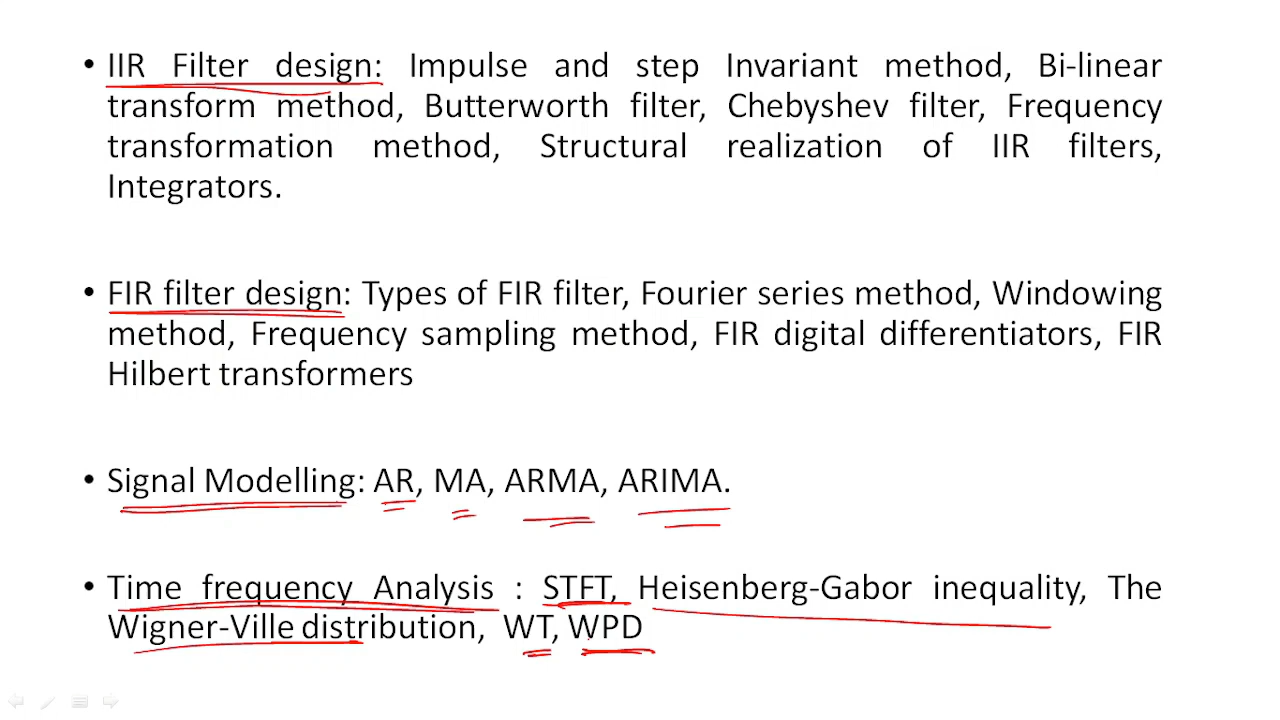 • IIR Filter design: Impulse and step Invariant method, Bi-linear
transform method, Butterworth filter, Chebyshev filter, Frequency
transformation method, Structural realization of IIR filters,
Integrators.
• FIR filter design: Types of FIR filter, Fourier series method, Windowing
method, Frequency sampling method, FIR digital differentiators, FIR
Hilbert transformers
• Signal Modelling: AR, MA, ARMA, ARIMA.
• Time frequency Analysis : STFT, Heisenberg-Gabor inequality, The
Wigner-Ville distribution, WT, WPD